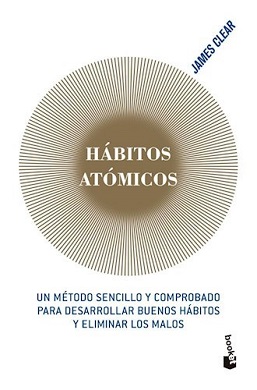 JAMES CLEAR
HÁBITOS
ATÓMICOS
UN MÉTODO SENCILLO Y COMPROBADO
PARA DESARROLLAR BUENOS HÁBITOS
Y ELIMINAR LOS MALOS
booket